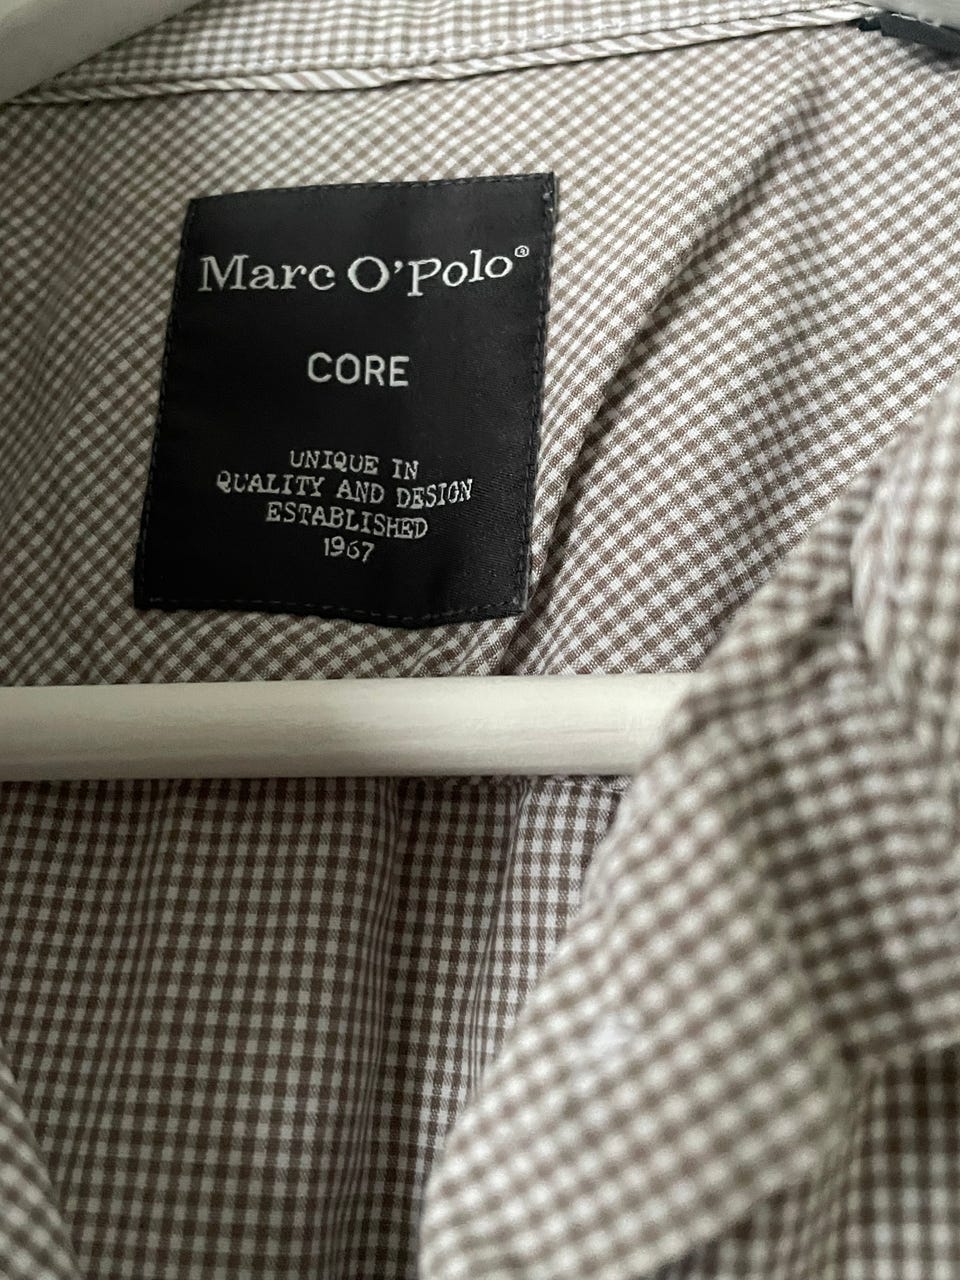 Marc O'Polo®
CORE
UNIQUE IN
QUALITY AND DESIGN
ESTABLISHED
1967